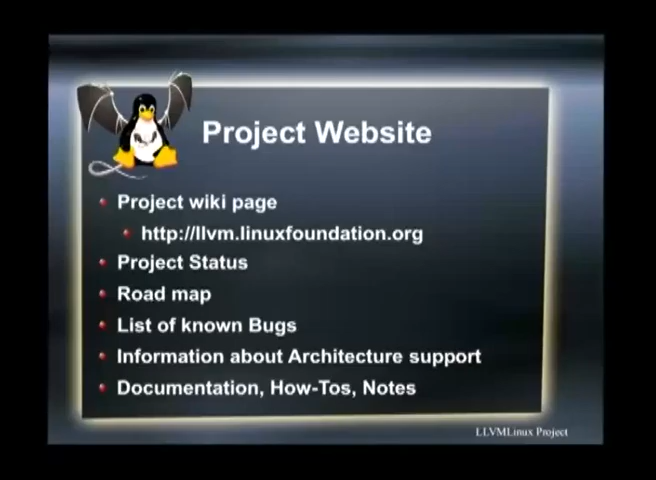 Project Website
Project wiki page
http://llvm.linuxfoundation.org
Project Status
Road map
List of known Bugs
Information about Architecture support
Documentation, How-Tos, Notes
LLVMLinux Project